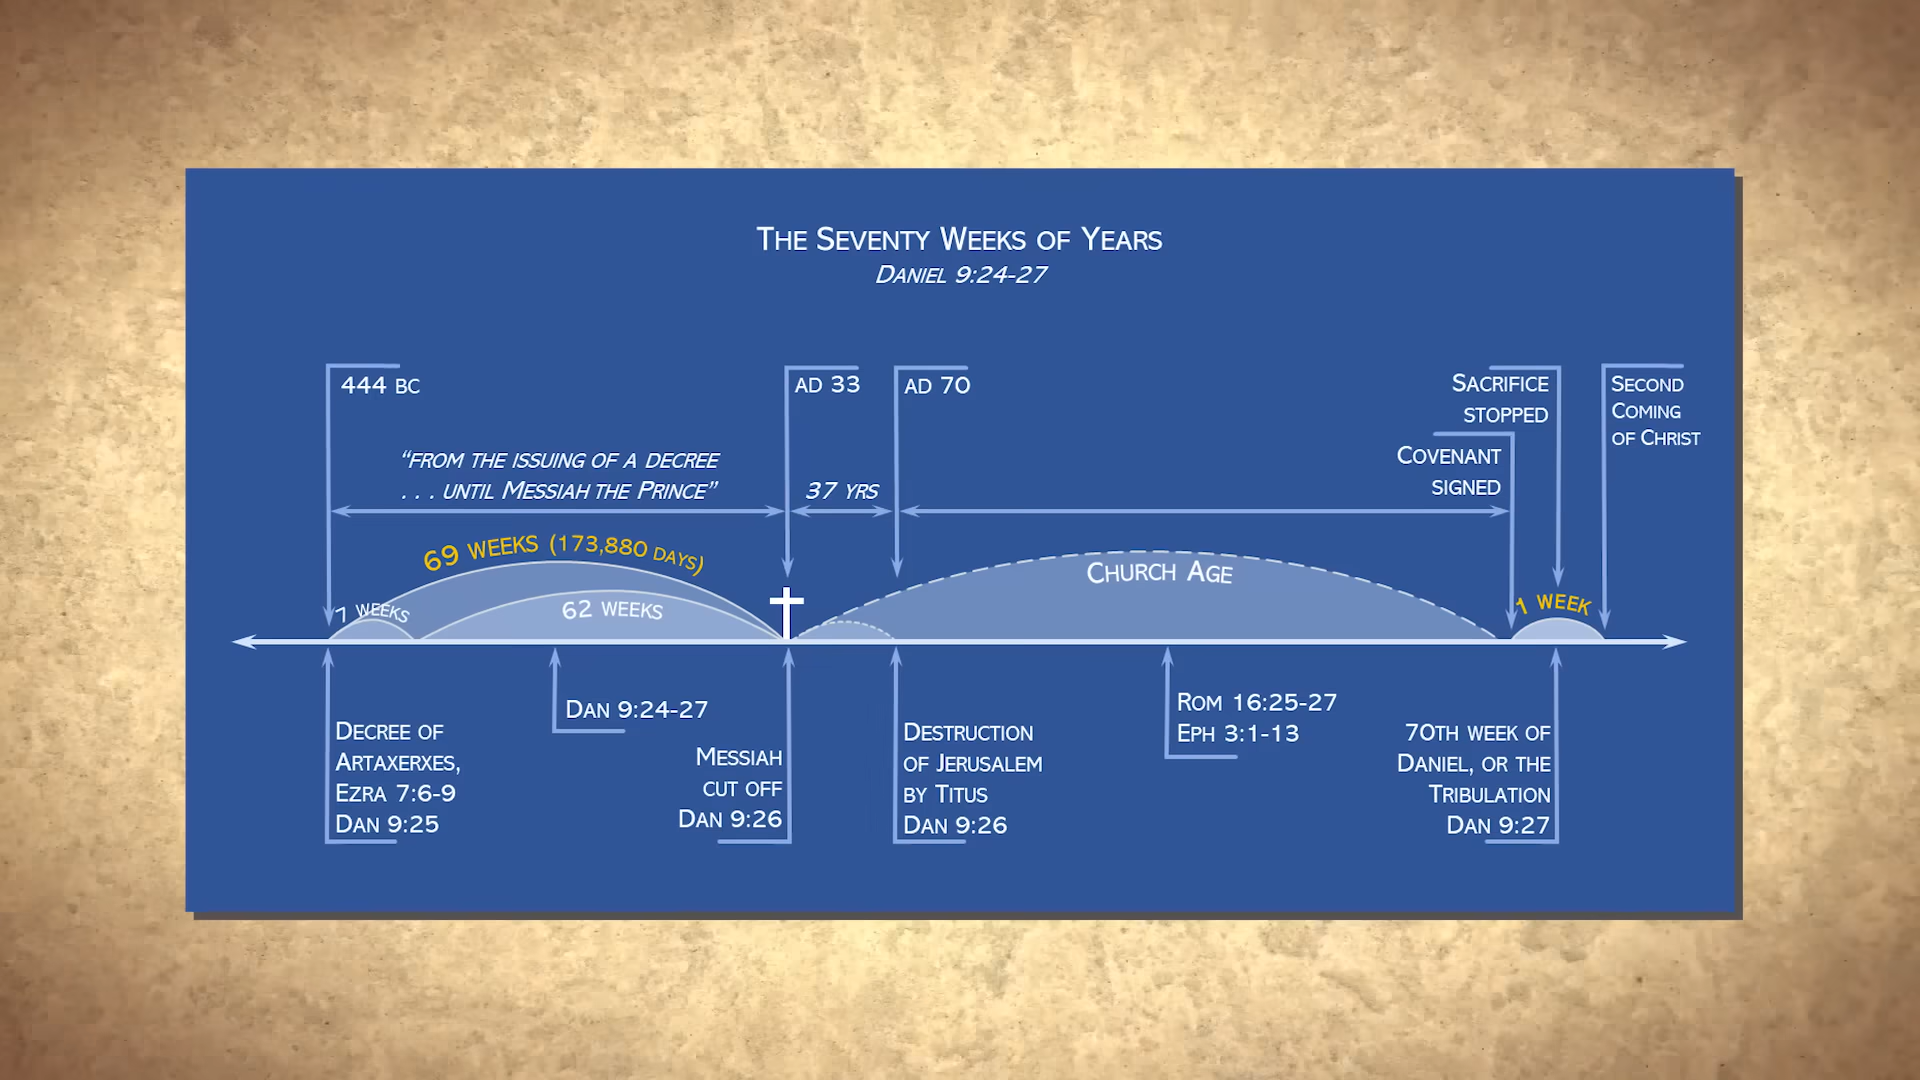 The Seventy Weeks of Years
Daniel 9:24-27
444 BC
AD 33
AD 70
Sacrifice
stopped
Second
Coming
of Christ
Covenant
signed
"from the issuing of a decree
. . . until Messiah the Prince"
37 yrs
69 weeks (173,880 days)
7 weeks
62 weeks
Church Age
1 week
Decree of
Artaxerxes,
Ezra 7:6-9
Dan 9:25
Dan 9:24-27
Messiah
cut off
Dan 9:26
Destruction
of Jerusalem
by Titus
Dan 9:26
Rom 16:25-27
Eph 3:1-13
70th week of
Daniel, or the
Tribulation
Dan 9:27